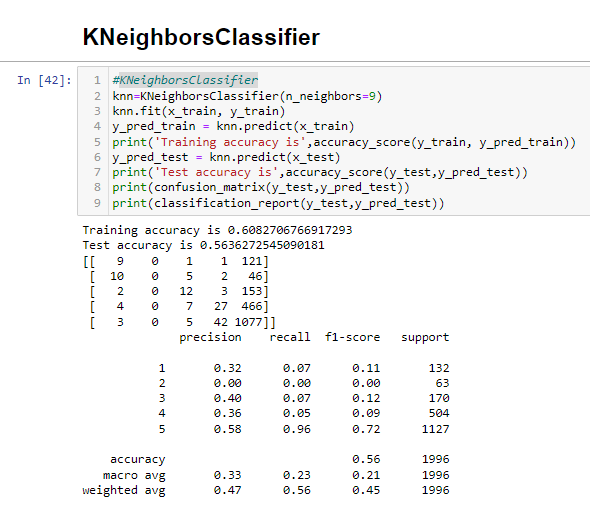 KNeighborsClassifier
In [42]:
1 #KNeighborsClassifier
2 knn=KNeighborsClassifier(n_neighbors=9)
3 knn.fit(x_train, y_train)
4 y_pred_train = knn.predict(x_train)
5 print('Training accuracy is',accuracy_score(y_train, y_pred_train))
6 y_pred_test = knn.predict(x_test)
7 print('Test accuracy is',accuracy_score(y_test,y_pred_test))
8 print(confusion_matrix(y_test,y_pred_test))
9 print(classification_report(y_test,y_pred_test))
Training accuracy is 0.6082706766917293
Test accuracy is 0.5636272545090181
[[ 9 0 1 1 121]
[ 10 0 5 2 46]
[ 2 0 12 3 153]
[ 4 0 7 27 466]
[ 3 0 5 42 1077]]
precision recall f1-score support
1 0.32 0.07 0.11 132
2 0.00 0.00 0.00 63
3 0.40 0.07 0.12 170
4 0.36 0.05 0.09 504
5 0.58 0.96 0.72 1127
accuracy 0.56 1996
macro avg 0.33 0.23 0.21 1996
weighted avg 0.47 0.56 0.45 1996